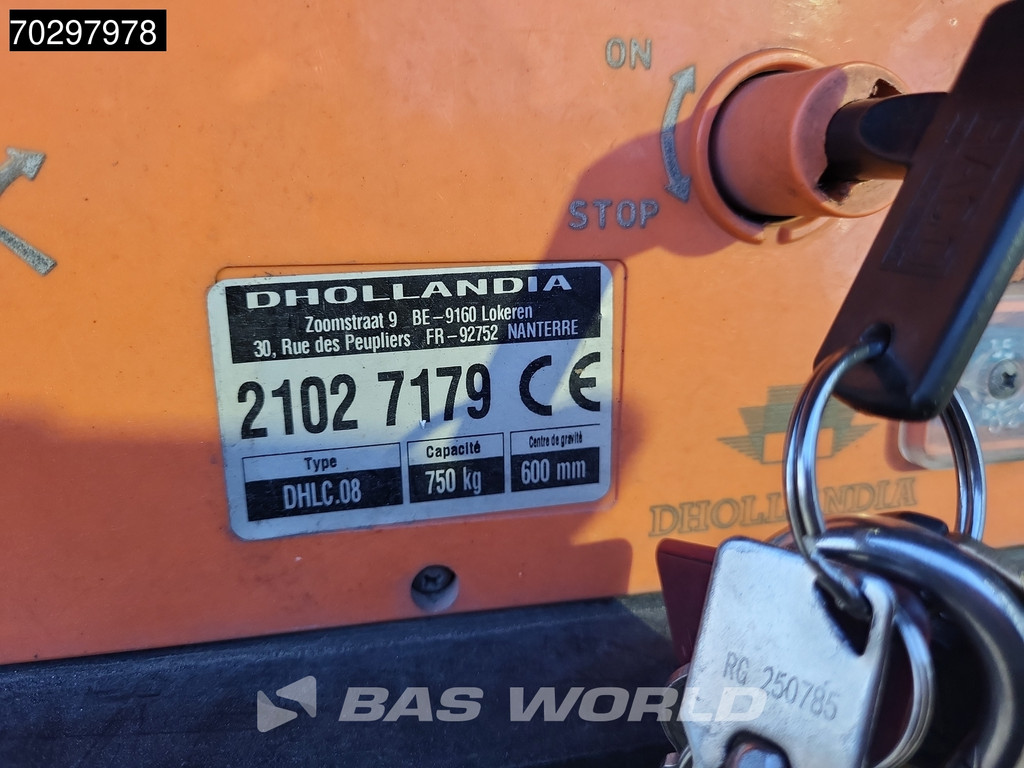 70297978
ON
STOP
DHOLLANDIA
Zoomstraat 9 BE-9160 Lokeren
30, Rue des Peupliers FR-92752 NANTERRE
2102 7179 CE
Type
DHLC.08
Capacité
750 kg
Centre de gravité
600 mm
DHOLLANDIA
RG 250785
BAS WORLD